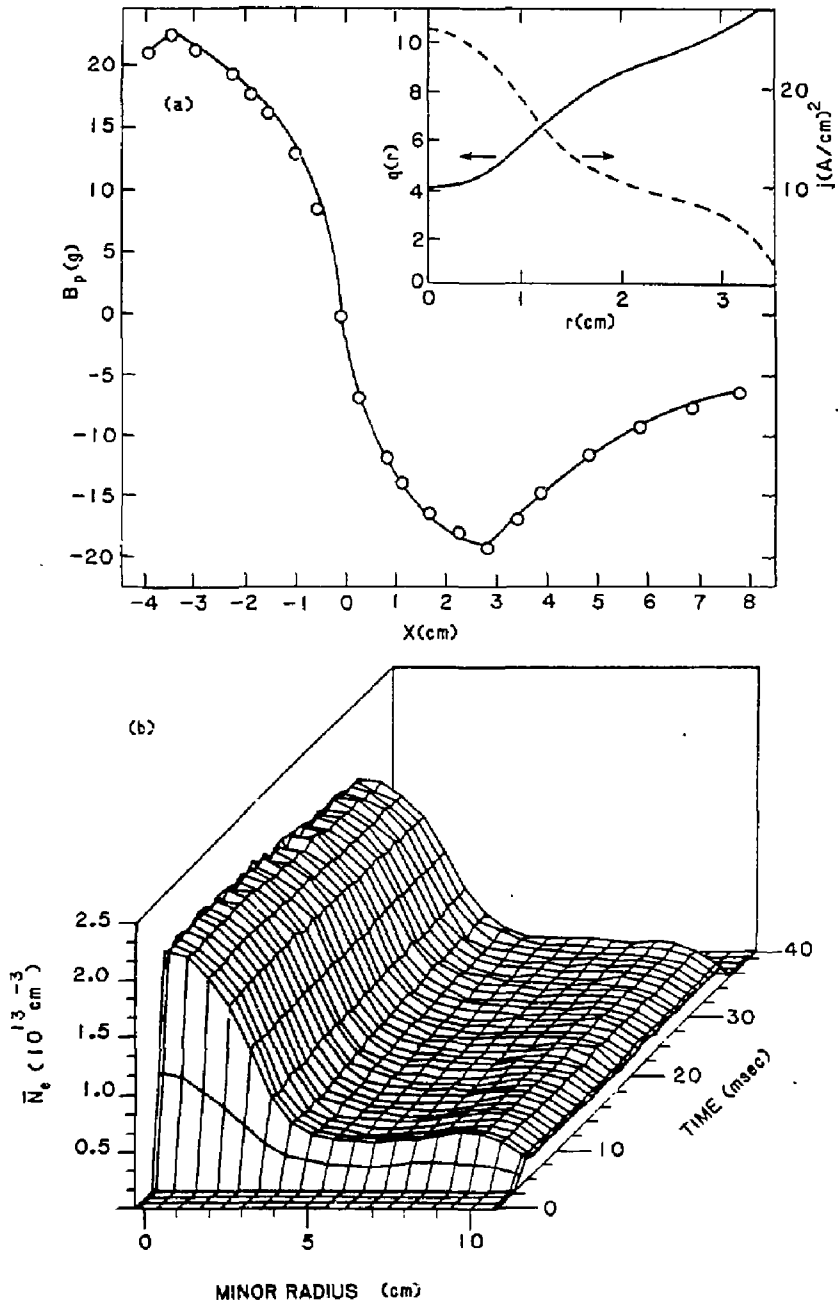 (a)
B_p(g)
20
15
10
5
0
-5
-10
-15
-20
-4 -3 -2 -1 0 1 2 3 4 5 6 7 8
X(cm)
q(r)
10
8
6
4
2
0
0 1 2 3
r(cm)
20
10
j(A/cm)^2
(b)
N̄_e (10^13 cm^-3)
2.5
2.0
1.5
1.0
0.5
0 5 10
MINOR RADIUS (cm)
0
10
20
30
40
TIME (msec)